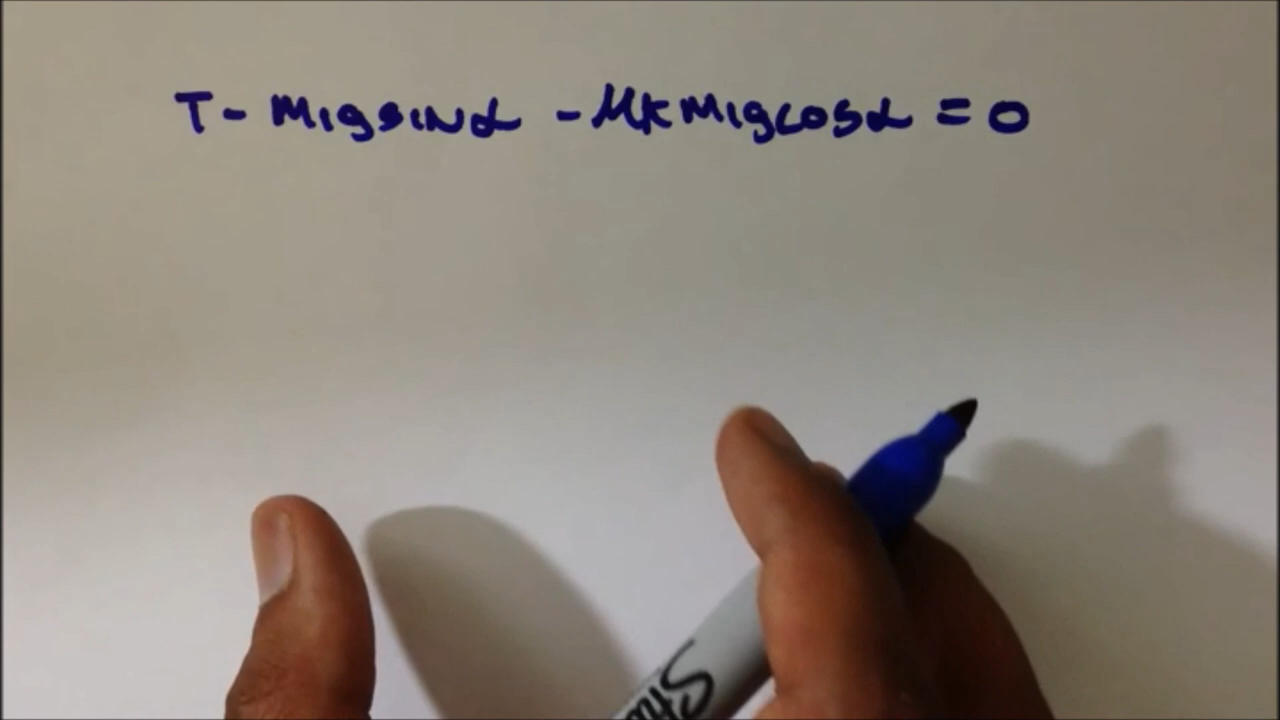 T - m1gsinα - μkm1gcosα = 0